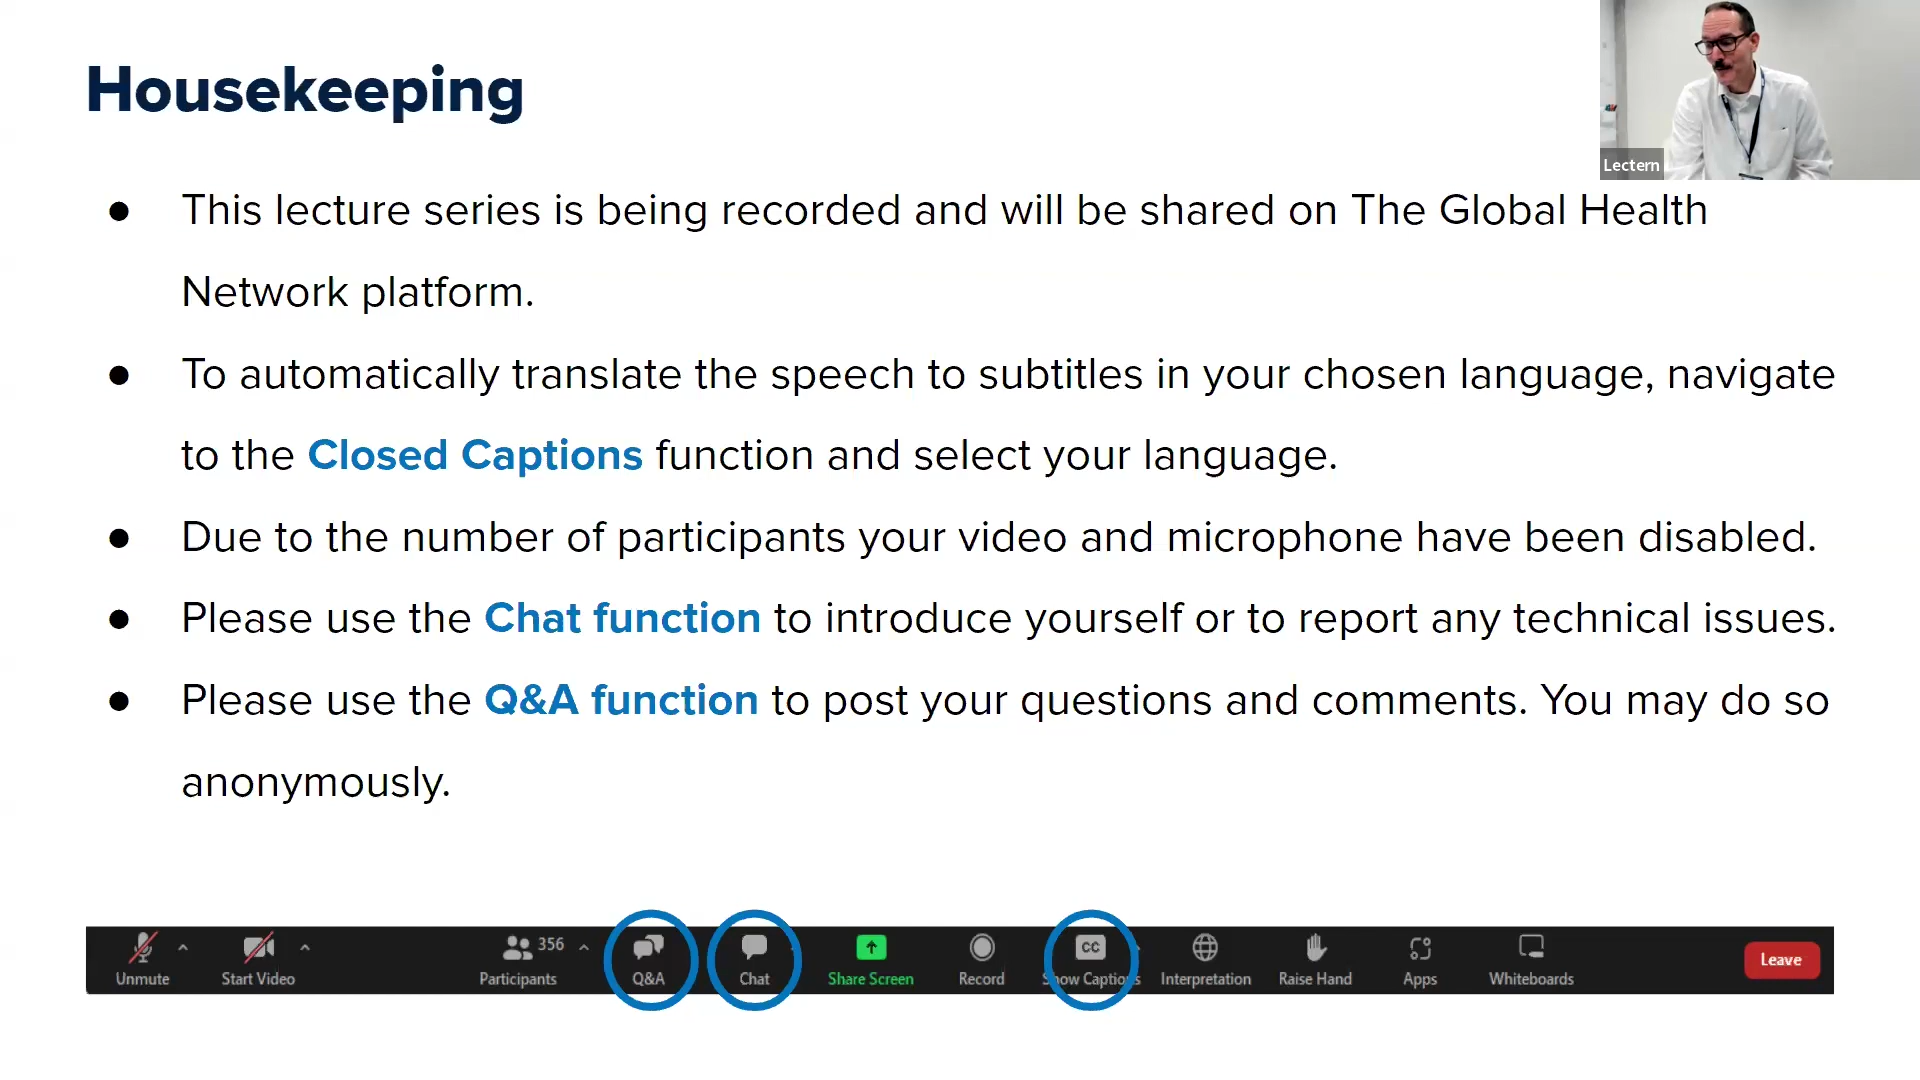 Housekeeping
Lectern
● This lecture series is being recorded and will be shared on The Global Health
Network platform.
● To automatically translate the speech to subtitles in your chosen language, navigate
to the Closed Captions function and select your language.
● Due to the number of participants your video and microphone have been disabled.
● Please use the Chat function to introduce yourself or to report any technical issues.
● Please use the Q&A function to post your questions and comments. You may do so
anonymously.
356
CC
Unmute Start Video Participants Q&A Chat Share Screen Record Show Captions Interpretation Raise Hand Apps Whiteboards Leave